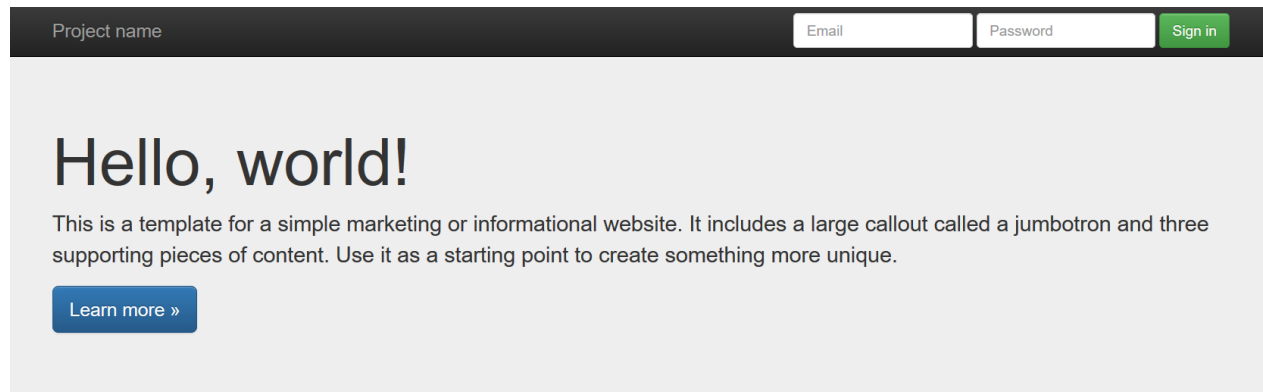 Project name
Email
Password
Sign in
Hello, world!
This is a template for a simple marketing or informational website. It includes a large callout called a jumbotron and three
supporting pieces of content. Use it as a starting point to create something more unique.
Learn more »